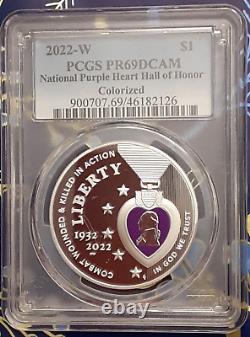 2022-W $1
PCGS PR69DCAM
National Purple Heart Hall of Honor
Colorized
900707.69/46182126
COMBAT WOUNDED & KILLED IN ACTION
LIBERTY
1932
2022
IN GOD WE TRUST